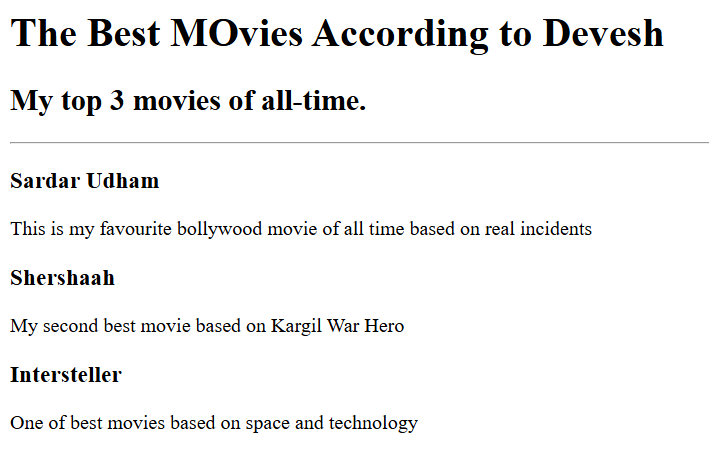 The Best MOvies According to Devesh
My top 3 movies of all-time.
Sardar Udham
This is my favourite bollywood movie of all time based on real incidents
Shershaah
My second best movie based on Kargil War Hero
Intersteller
One of best movies based on space and technology